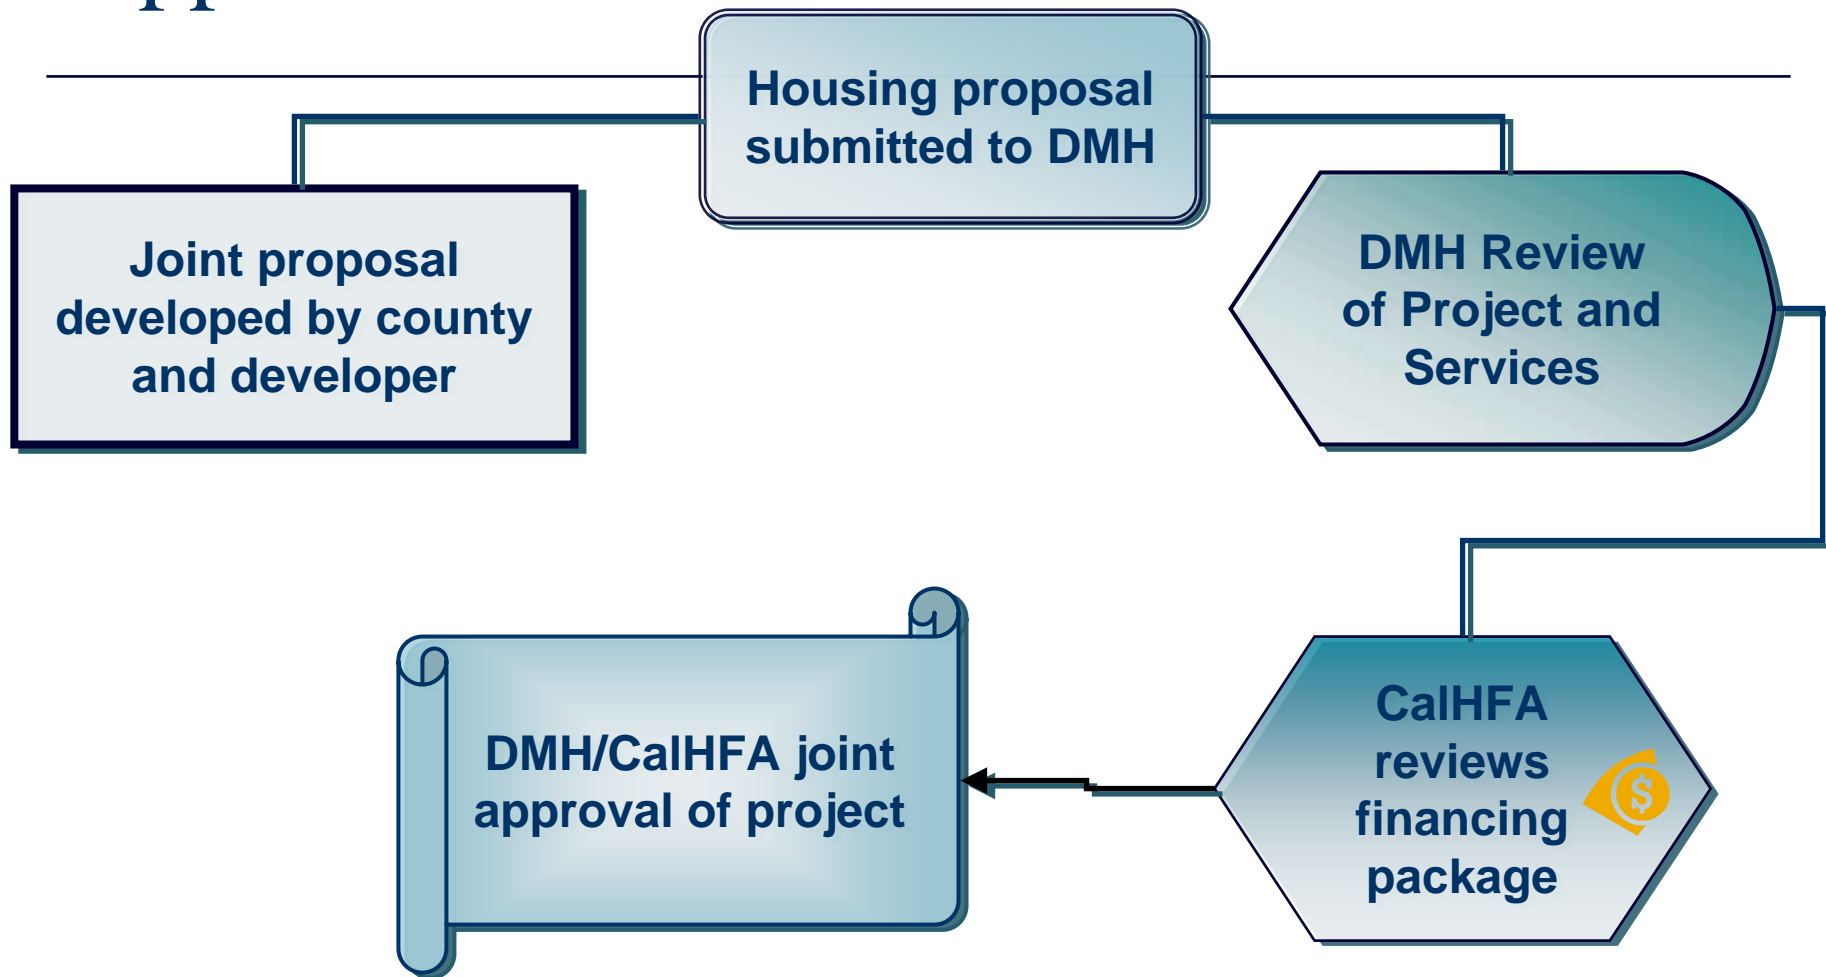 Housing proposal
submitted to DMH
Joint proposal
developed by county
and developer
DMH Review
of Project and
Services
CalHFA
reviews
financing
package
$
DMH/CalHFA joint
approval of project